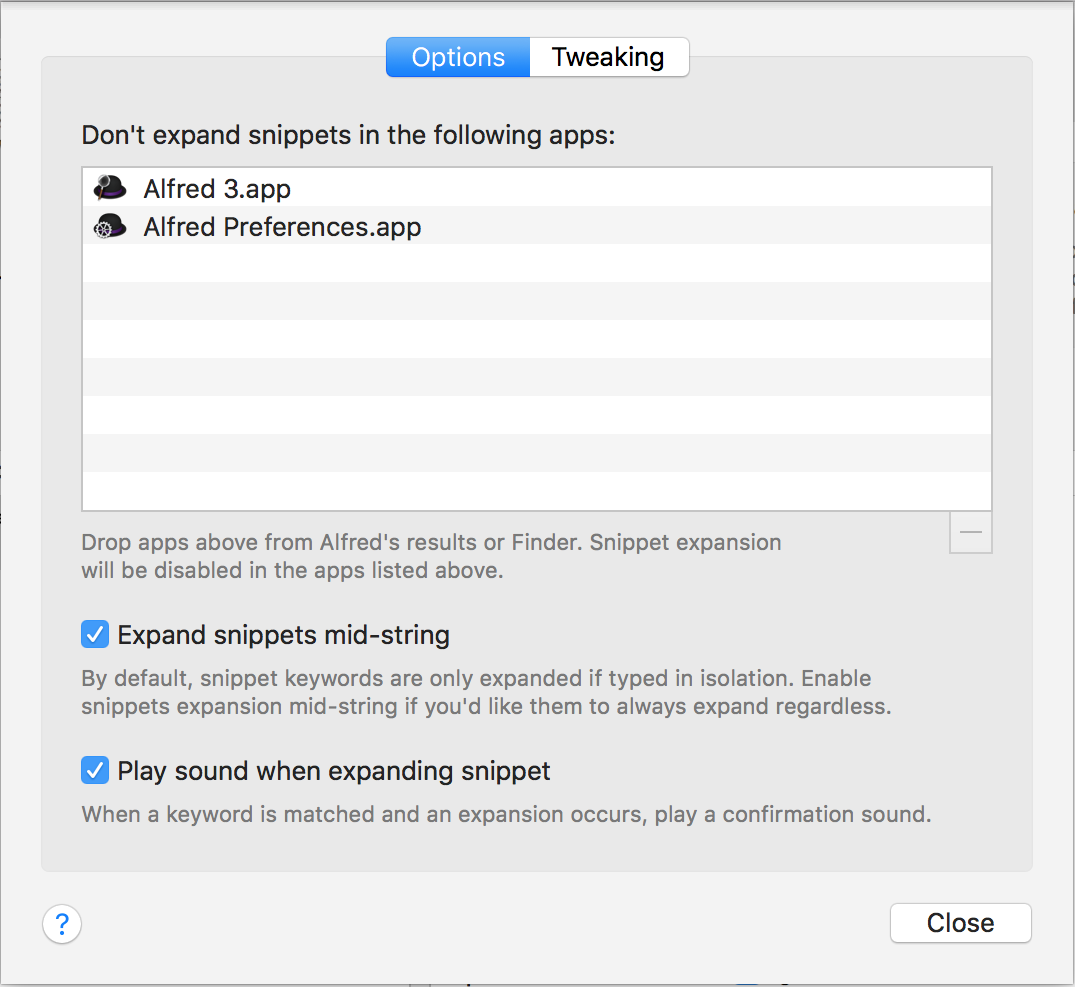 Options
Tweaking
Don't expand snippets in the following apps:
Alfred 3.app
Alfred Preferences.app
Drop apps above from Alfred's results or Finder. Snippet expansion
will be disabled in the apps listed above.
Expand snippets mid-string
By default, snippet keywords are only expanded if typed in isolation. Enable
snippets expansion mid-string if you'd like them to always expand regardless.
Play sound when expanding snippet
When a keyword is matched and an expansion occurs, play a confirmation sound.
?
Close